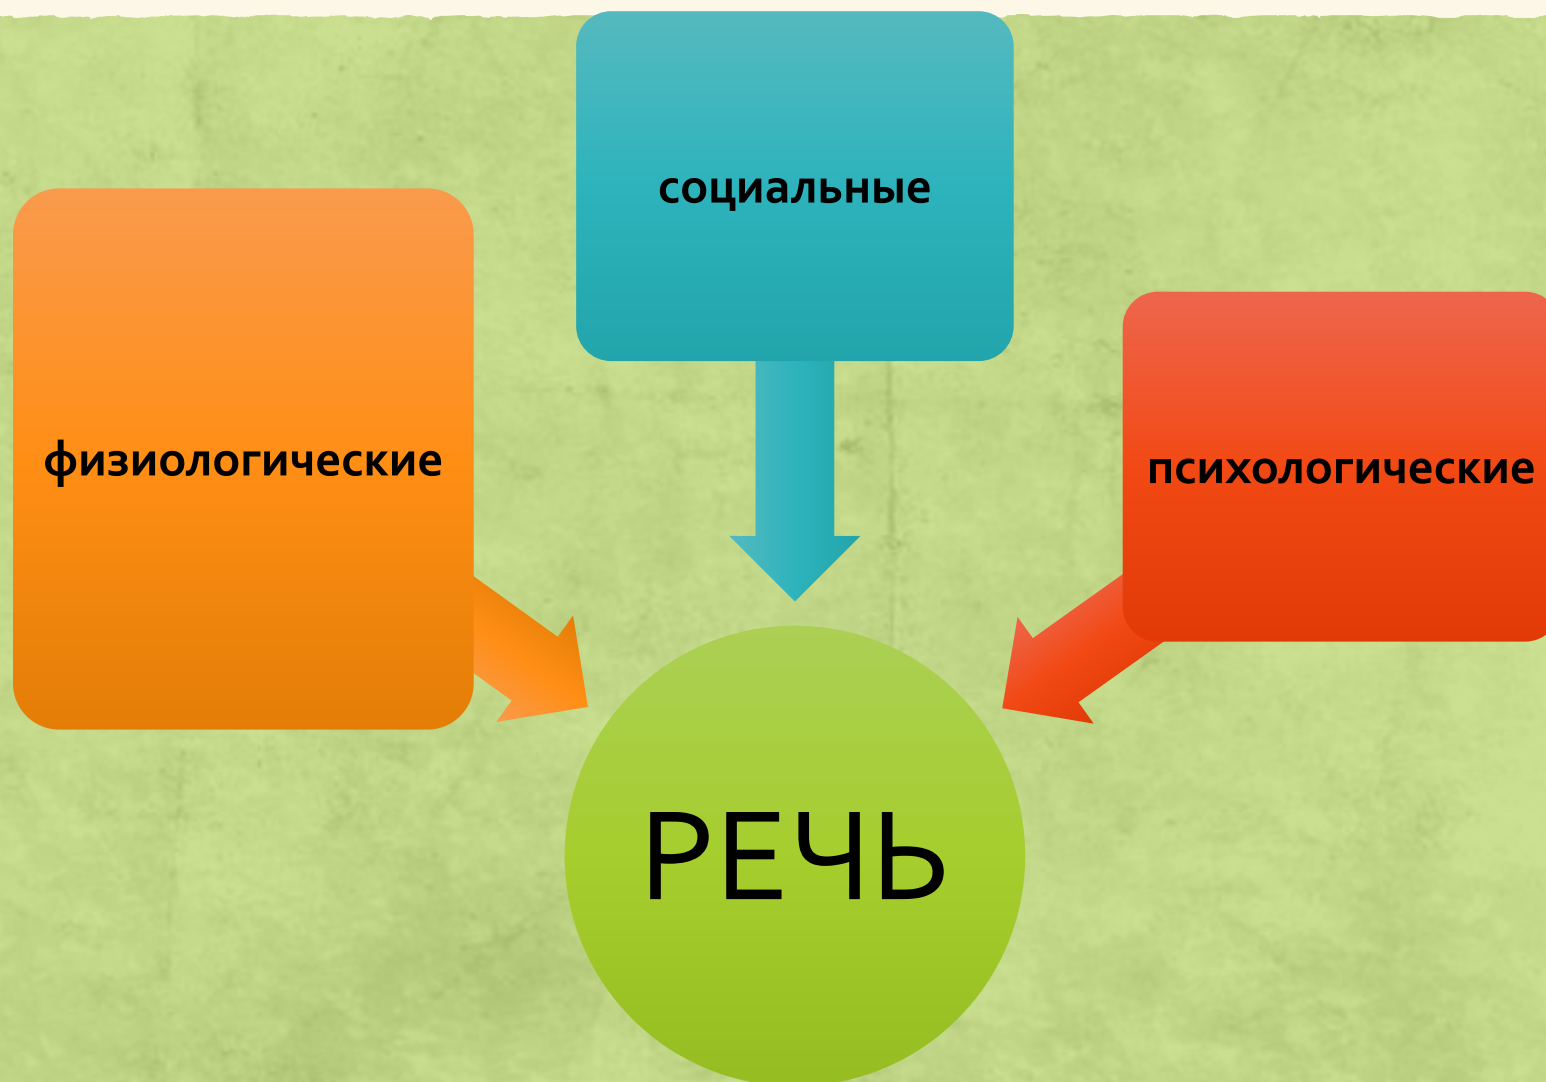 социальные
физиологические
психологические
РЕЧЬ